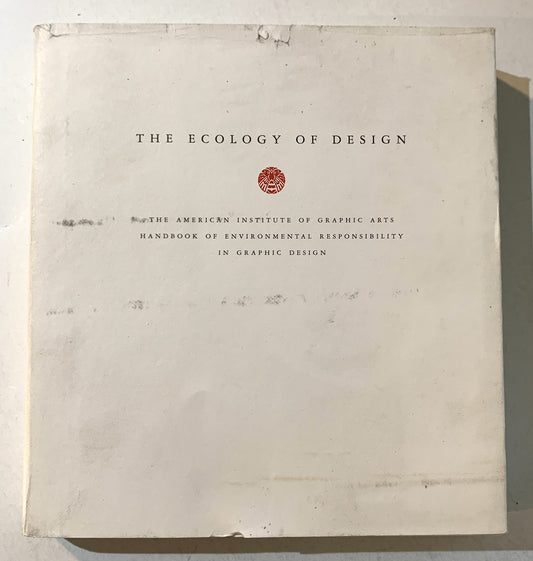 THE ECOLOGY OF DESIGN
THE AMERICAN INSTITUTE OF GRAPHIC ARTS
HANDBOOK OF ENVIRONMENTAL RESPONSIBILITY
IN GRAPHIC DESIGN